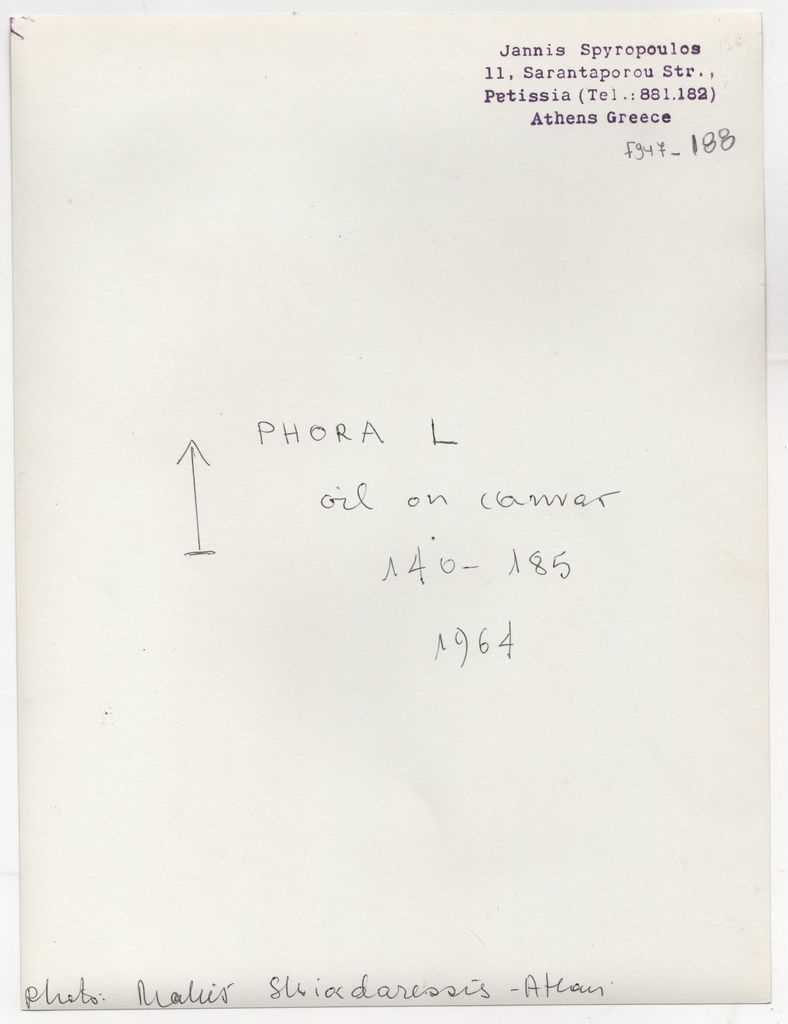 Jannis Spyropoulos
11, Sarantaporou Str.,
Patissia (Tel.: 881.182)
Athens Greece
F947- 188
PHORA L
oil on canvas
140- 185
1964
photo: Makis Skiadaressis - Athens